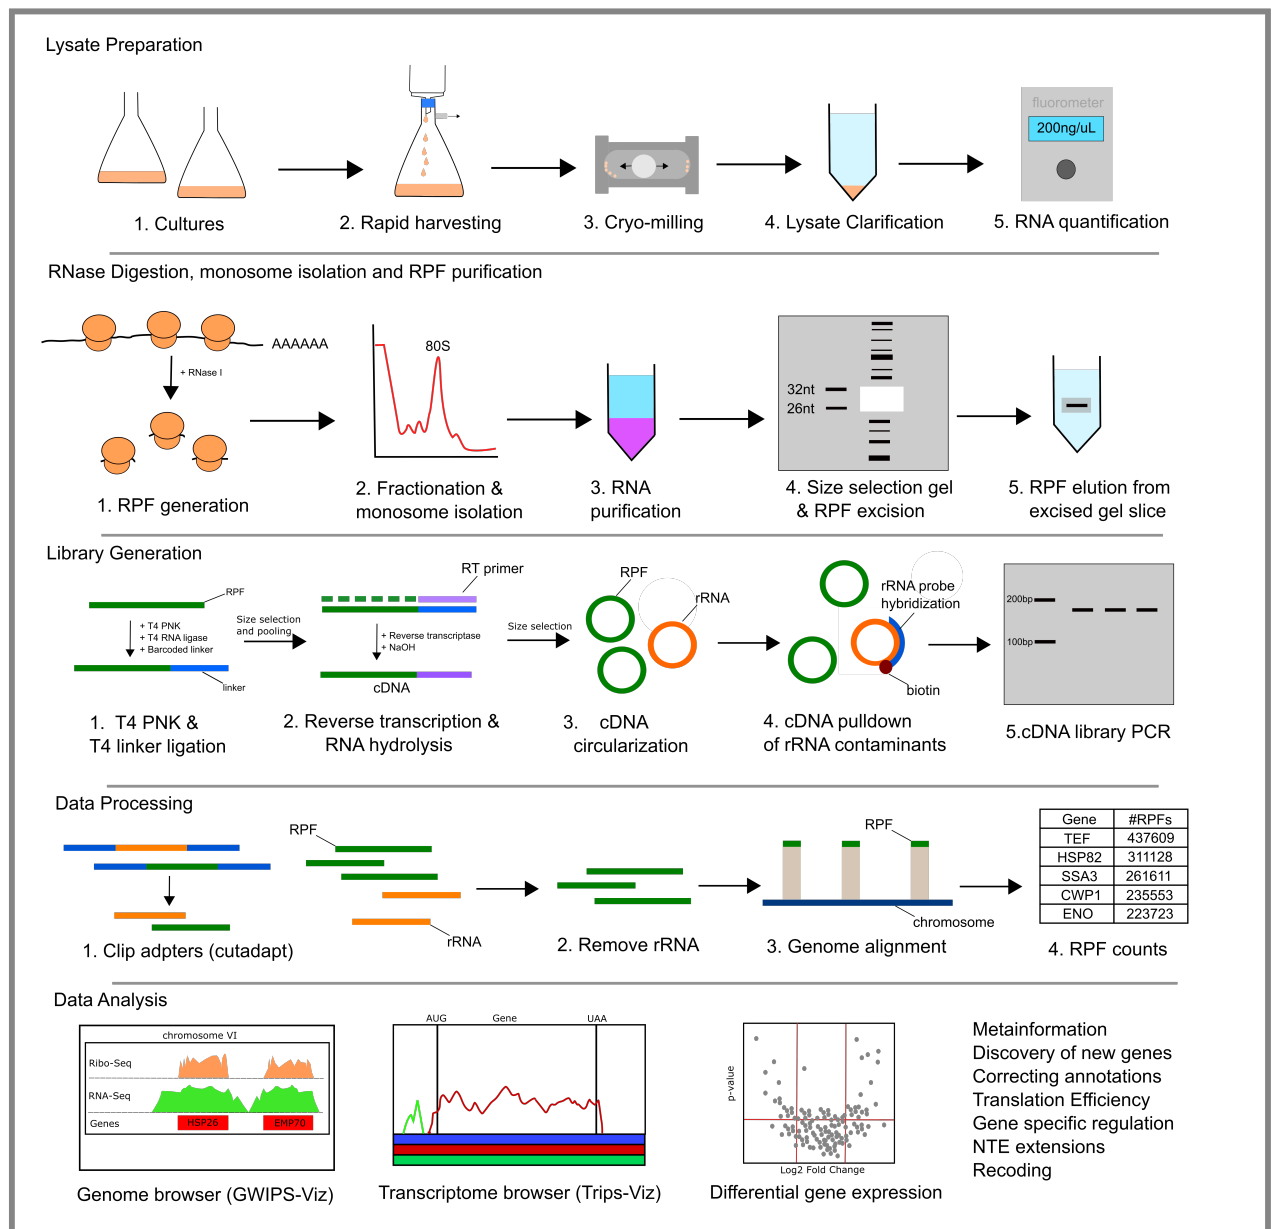 Lysate Preparation
fluorometer
200ng/uL
1. Cultures
2. Rapid harvesting
3. Cryo-milling
4. Lysate Clarification
5. RNA quantification
RNase Digestion, monosome isolation and RPF purification
AAAAAA
+ RNase I
80S
32nt
26nt
1. RPF generation
2. Fractionation &
monosome isolation
3. RNA
purification
4. Size selection gel
& RPF excision
5. RPF elution from
excised gel slice
Library Generation
RPF
+ T4 PNK
+ T4 RNA ligase
+ Barcoded linker
linker
Size selection
and pooling
RT primer
+ Reverse transcriptase
+ NaOH
cDNA
Size selection
RPF
rRNA
rRNA probe
hybridization
biotin
200bp
100bp
1. T4 PNK &
T4 linker ligation
2. Reverse transcription &
RNA hydrolysis
3. cDNA
circularization
4. cDNA pulldown
of rRNA contaminants
5.cDNA library PCR
Data Processing
RPF
rRNA
RPF
chromosome
Gene #RPFs
TEF 437609
HSP82 311128
SSA3 261611
CWP1 235553
ENO 223723
1. Clip adpters (cutadapt)
2. Remove rRNA
3. Genome alignment
4. RPF counts
Data Analysis
chromosome VI
Ribo-Seq
RNA-Seq
Genes HSP26 EMP70
Genome browser (GWIPS-Viz)
AUG Gene UAA
Transcriptome browser (Trips-Viz)
p-value
Log2 Fold Change
Differential gene expression
Metainformation
Discovery of new genes
Correcting annotations
Translation Efficiency
Gene specific regulation
NTE extensions
Recoding